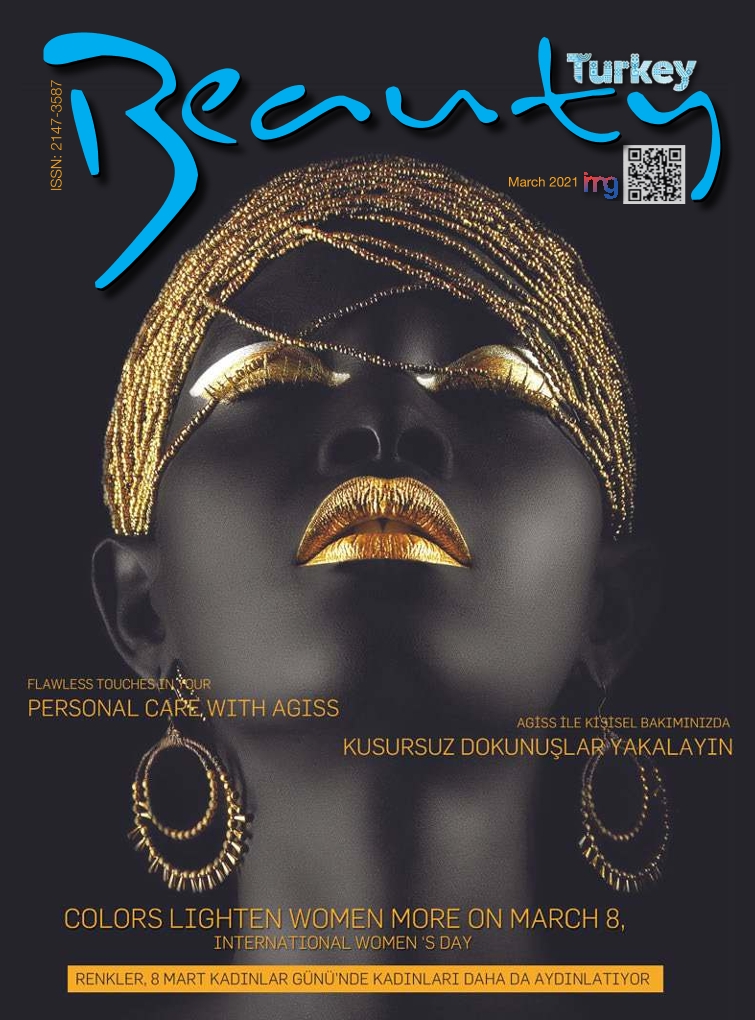 Beauty
Turkey
ISSN: 2147-3587
March 2021 img
FLAWLESS TOUCHES IN YOUR
PERSONAL CARE WITH AGISS
AGİSS İLE KİŞİSEL BAKIMINIZDA
KUSURSUZ DOKUNUŞLAR YAKALAYIN
COLORS LIGHTEN WOMEN MORE ON MARCH 8,
INTERNATIONAL WOMEN 'S DAY
RENKLER, 8 MART KADINLAR GÜNÜ'NDE KADINLARI DAHA DA AYDINLATIYOR